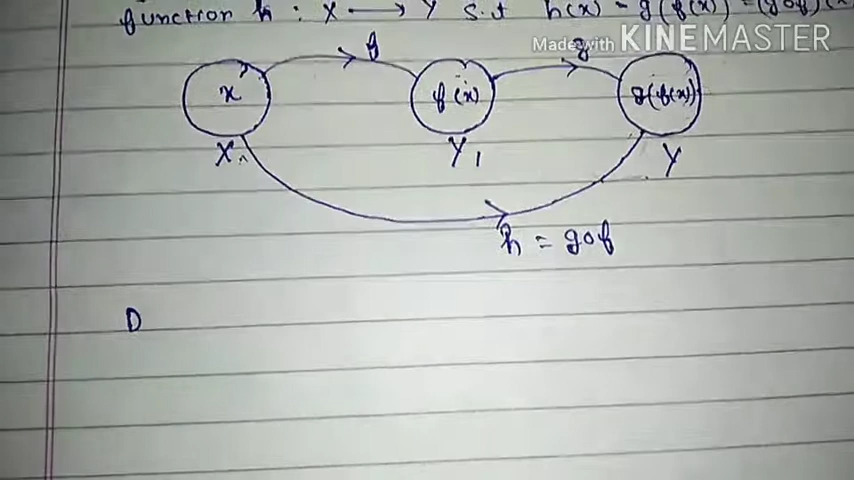 function h : X → Y s.t h(x) = g(f(x)) = (gof)(x)
Made with KINEMASTER
f g
x f(x) g(f(x))
X Y1 Y
h = gof
D